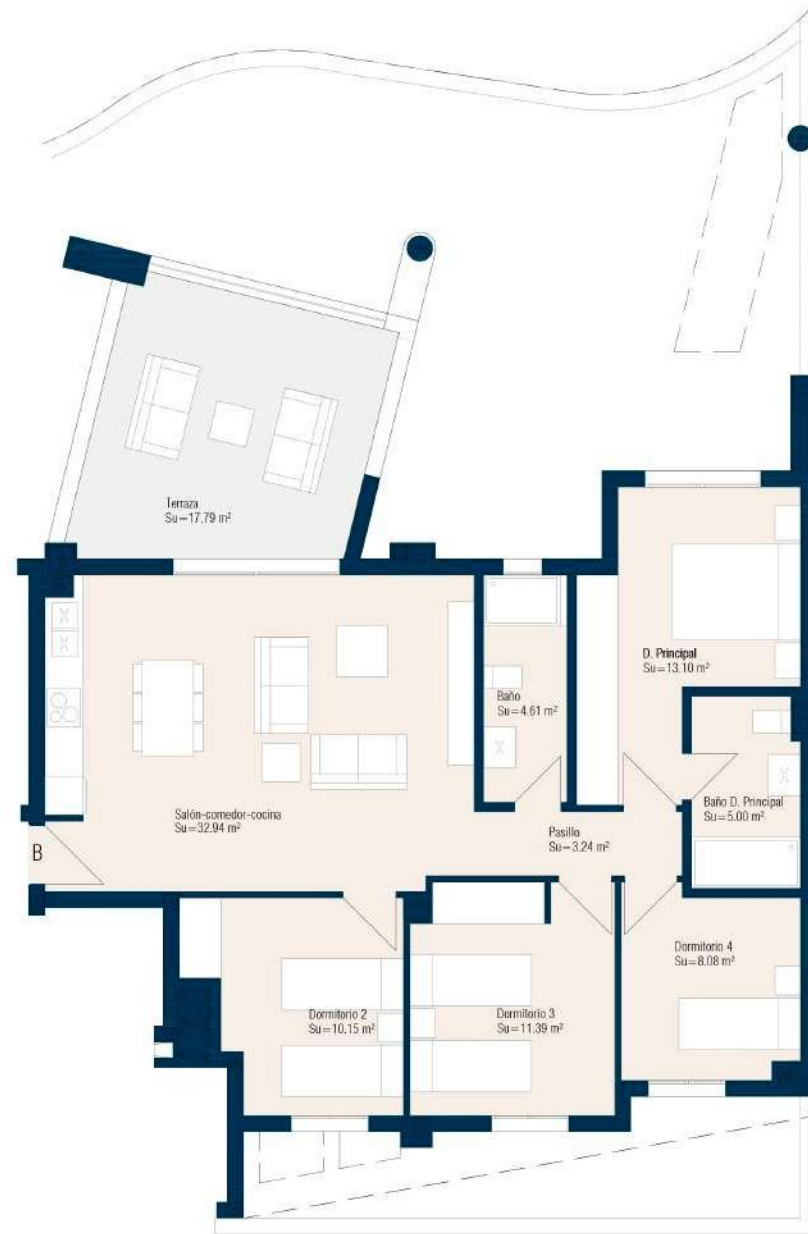 Terraza
Su=17.79 m²
D. Principal
Su=13.10 m²
Baño
Su=4.61 m²
Salón-comedor-cocina
Su=32.94 m²
Baño D. Principal
Su=5.00 m²
Pasillo
Su=3.24 m²
B
Dormitorio 4
Su=8.08 m²
Dormitorio 2
Su=10.15 m²
Dormitorio 3
Su=11.39 m²